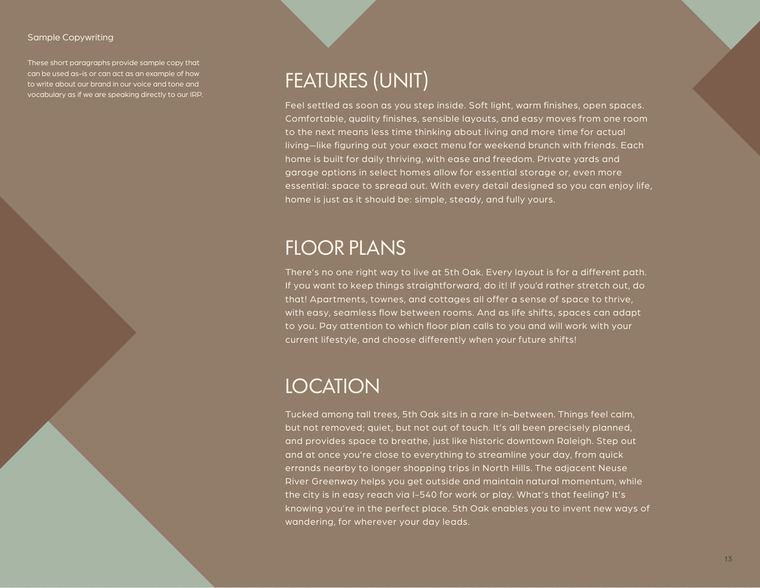 Sample Copywriting
These short paragraphs provide sample copy that
can be used as-is or can act as an example of how
to write about our brand in our voice and tone and
vocabulary as if we are speaking directly to our IRP.
FEATURES (UNIT)
Feel settled as soon as you step inside. Soft light, warm finishes, open spaces.
Comfortable, quality finishes, sensible layouts, and easy moves from one room
to the next means less time thinking about living and more time for actual
living—like figuring out your exact menu for weekend brunch with friends. Each
home is built for daily thriving, with ease and freedom. Private yards and
garage options in select homes allow for essential storage or, even more
essential: space to spread out. With every detail designed so you can enjoy life,
home is just as it should be: simple, steady, and fully yours.
FLOOR PLANS
There's no one right way to live at 5th Oak. Every layout is for a different path.
If you want to keep things straightforward, do it! If you'd rather stretch out, do
that! Apartments, townes, and cottages all offer a sense of space to thrive,
with easy, seamless flow between rooms. And as life shifts, spaces can adapt
to you. Pay attention to which floor plan calls to you and will work with your
current lifestyle, and choose differently when your future shifts!
LOCATION
Tucked among tall trees, 5th Oak sits in a rare in-between. Things feel calm,
but not removed; quiet, but not out of touch. It's all been precisely planned,
and provides space to breathe, just like historic downtown Raleigh. Step out
and at once you're close to everything to streamline your day, from quick
errands nearby to longer shopping trips in North Hills. The adjacent Neuse
River Greenway helps you get outside and maintain natural momentum, while
the city is in easy reach via I-540 for work or play. What's that feeling? It's
knowing you're in the perfect place. 5th Oak enables you to invent new ways of
wandering, for wherever your day leads.
13